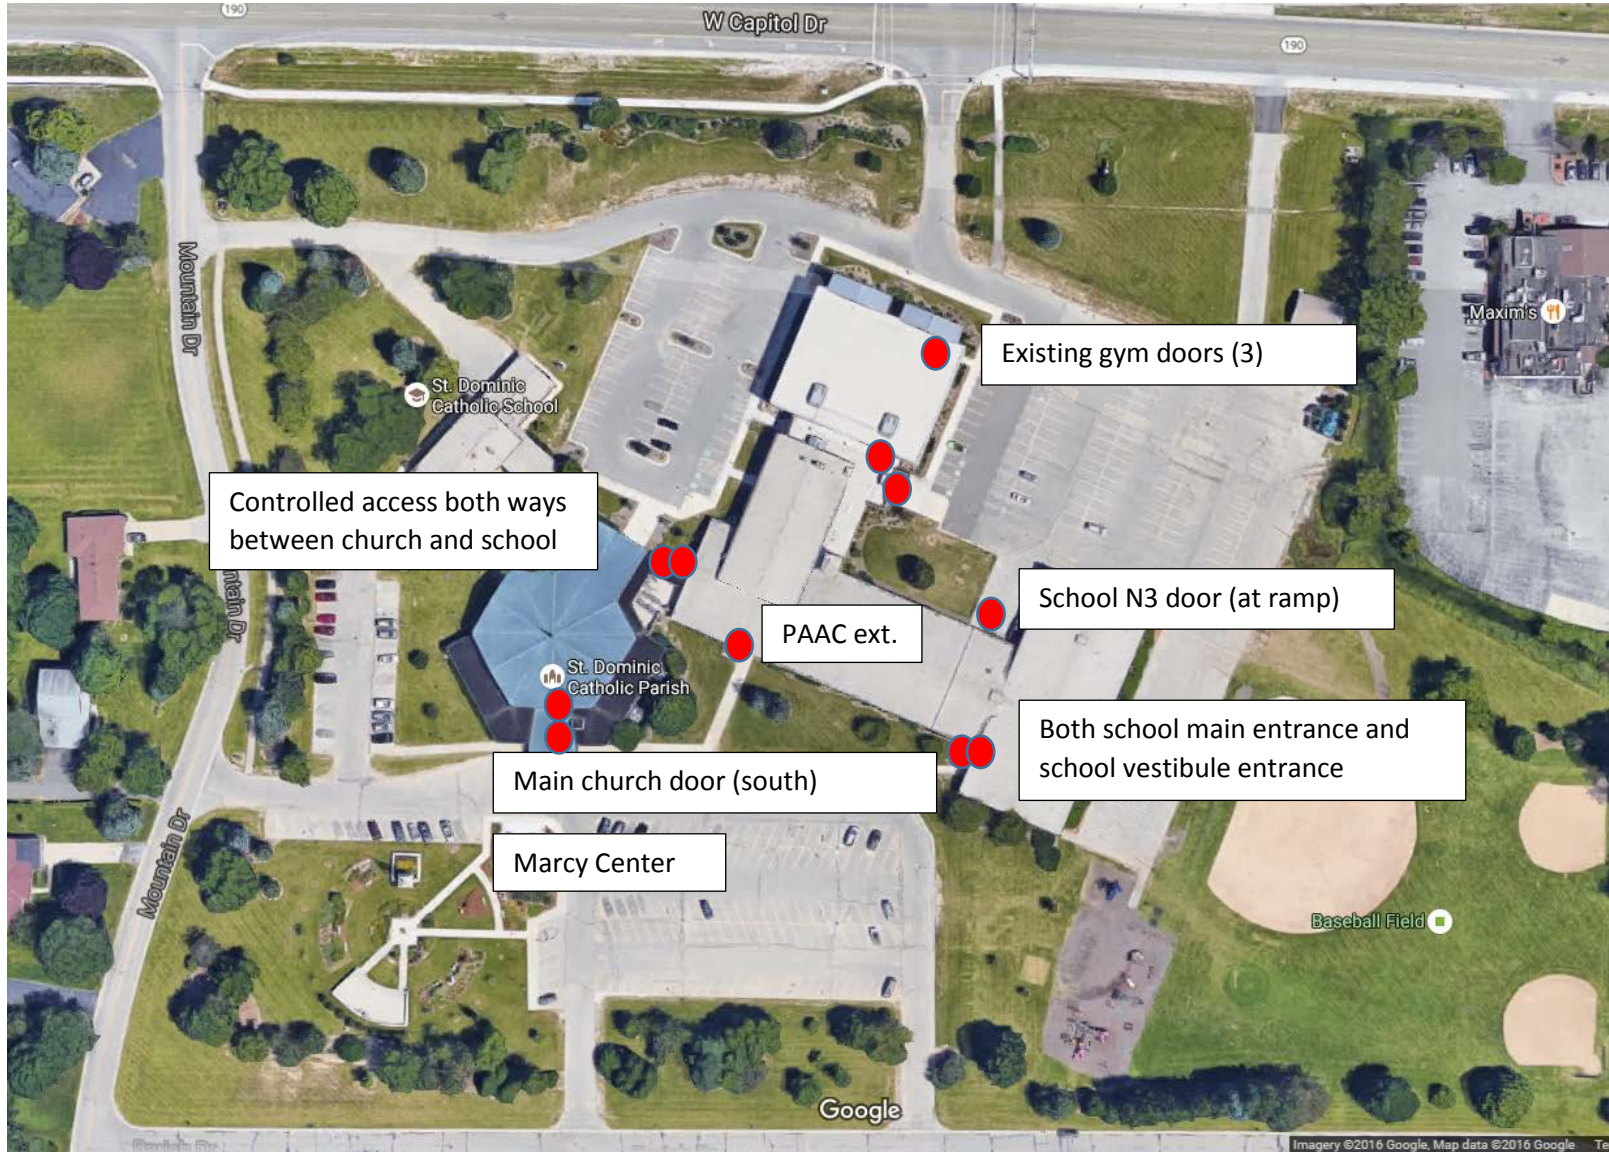 190
W Capitol Dr
190
Mountain Dr
Maxim's
Existing gym doors (3)
St. Dominic
Catholic School
Controlled access both ways
between church and school
School N3 door (at ramp)
PAAC ext.
untain Dr
St. Dominic
Catholic Parish
Both school main entrance and
school vestibule entrance
Main church door (south)
Marcy Center
Mountain Dr
Baseball Field
Google
Imagery ©2016 Google, Map data ©2016 Google